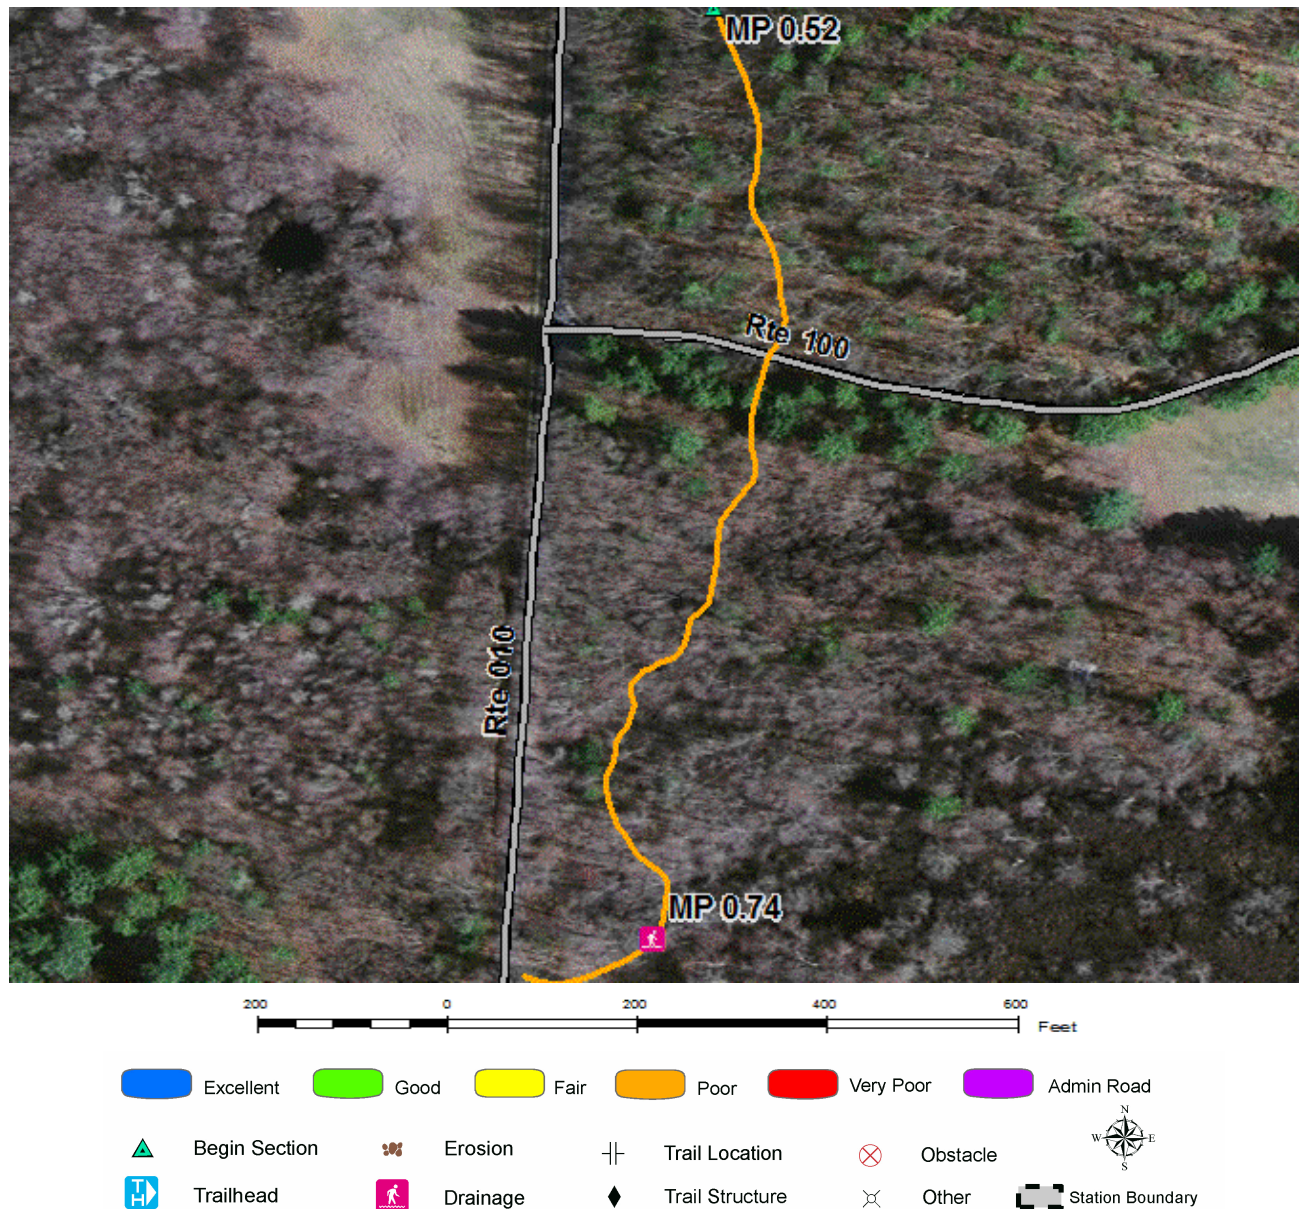 MP 0.52
Rte 100
Rte 010
MP 0.74
200 0 200 400 600
Feet
Excellent Good Fair Poor Very Poor Admin Road
N
W E
S
Begin Section Erosion Trail Location Obstacle
TH Trailhead Drainage Trail Structure Other Station Boundary